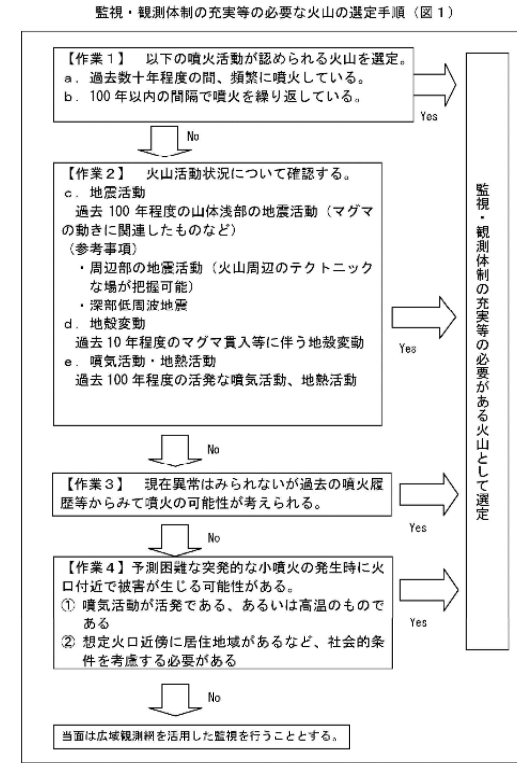 監視・観測体制の充実等の必要な火山の選定手順（図１）
【作業１】　以下の噴火活動が認められる火山を選定。
ａ．過去数十年程度の間、頻繁に噴火している。
ｂ．100年以内の間隔で噴火を繰り返している。
Yes
No
【作業２】　火山活動状況について確認する。
ｃ．地震活動
過去100年程度の山体浅部の地震活動（マグマ
の動きに関連したものなど）
（参考事項）
・周辺部の地震活動（火山周辺のテクトニック
な場が把握可能）
・深部低周波地震
ｄ．地殻変動
過去10年程度のマグマ貫入等に伴う地殻変動
ｅ．噴気活動・地熱活動
過去100年程度の活発な噴気活動、地熱活動
Yes
No
【作業３】　現在異常はみられないが過去の噴火履
歴等からみて噴火の可能性が考えられる。
Yes
No
【作業４】予測困難な突発的な小噴火の発生時に火
口付近で被害が生じる可能性がある。
①　噴気活動が活発である、あるいは高温のもので
ある
②　想定火口近傍に居住地域があるなど、社会的条
件を考慮する必要がある
Yes
No
当面は広域観測網を活用した監視を行うこととする。
監視・観測体制の充実等の必要がある火山として選定